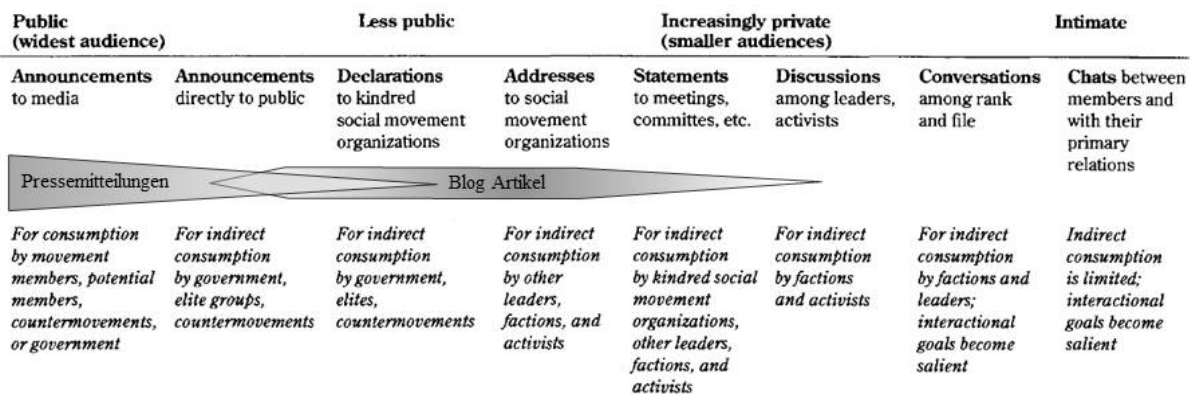 Public
(widest audience)
Less public
Increasingly private
(smaller audiences)
Intimate
Announcements
to media
Announcements
directly to public
Declarations
to kindred
social movement
organizations
Addresses
to social
movement
organizations
Statements
to meetings,
committes, etc.
Discussions
among leaders,
activists
Conversations
among rank
and file
Chats between
members and
with their
primary
relations
Pressemitteilungen
Blog Artikel
For consumption
by movement
members, potential
members,
countermovements,
or government
For indirect
consumption
by government,
elite groups,
countermovements
For indirect
consumption
by government,
elites,
countermovements
For indirect
consumption
by other
leaders,
factions, and
activists
For indirect
consumption
by kindred social
movement
organizations,
other leaders,
factions, and
activists
For indirect
consumption
by factions
and activists
For indirect
consumption
by factions and
leaders;
interactional
goals become
salient
Indirect
consumption
is limited;
interactional
goals become
salient